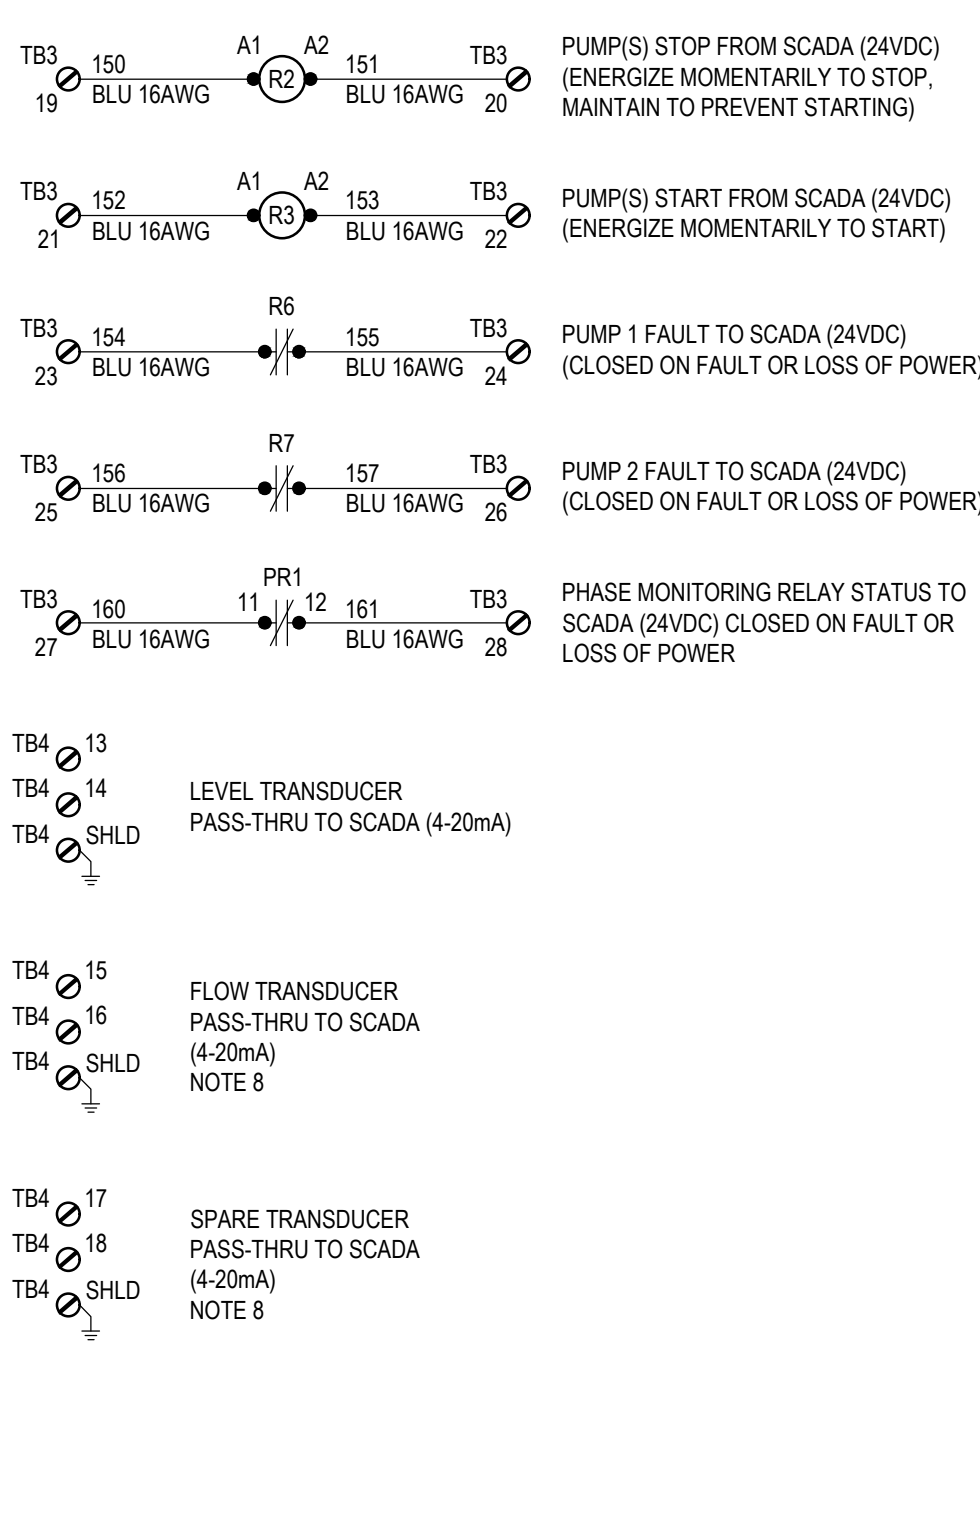 TB3 150 A1 A2 151 TB3 PUMP(S) STOP FROM SCADA (24VDC)
R2 (ENERGIZE MOMENTARILY TO STOP,
19 BLU 16AWG BLU 16AWG 20 MAINTAIN TO PREVENT STARTING)
TB3 152 A1 A2 153 TB3 PUMP(S) START FROM SCADA (24VDC)
R3
21 BLU 16AWG BLU 16AWG 22 (ENERGIZE MOMENTARILY TO START)
R6
TB3 154 155 TB3 PUMP 1 FAULT TO SCADA (24VDC)
23 BLU 16AWG BLU 16AWG 24 (CLOSED ON FAULT OR LOSS OF POWER)
R7
TB3 156 157 TB3 PUMP 2 FAULT TO SCADA (24VDC)
25 BLU 16AWG BLU 16AWG 26 (CLOSED ON FAULT OR LOSS OF POWER)
PR1
TB3 160 11 12 161 TB3 PHASE MONITORING RELAY STATUS TO
SCADA (24VDC) CLOSED ON FAULT OR
27 BLU 16AWG BLU 16AWG 28 LOSS OF POWER
TB4 13
TB4 14 LEVEL TRANSDUCER
PASS-THRU TO SCADA (4-20mA)
TB4 SHLD
TB4 15
FLOW TRANSDUCER
TB4 16 PASS-THRU TO SCADA
(4-20mA)
TB4 SHLD
NOTE 8
TB4 17
SPARE TRANSDUCER
TB4 18 PASS-THRU TO SCADA
(4-20mA)
TB4 SHLD
NOTE 8